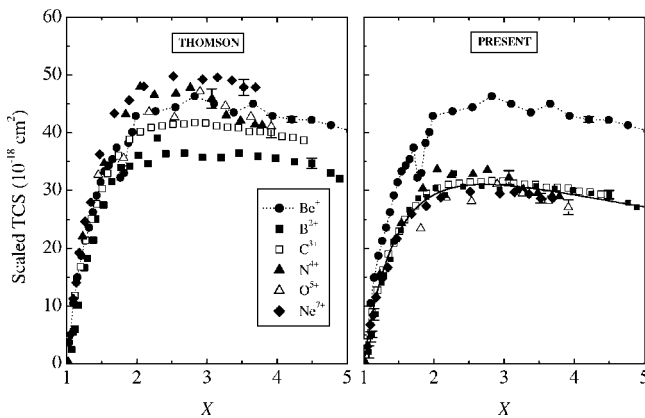 THOMSON
PRESENT
Scaled TCS (10⁻¹⁸ cm²)
60
50
40
30
20
10
0
Be⁺
B²⁺
C³⁺
N⁴⁺
O⁵⁺
Ne⁷⁺
1 2 3 4 5
1 2 3 4 5
X
X